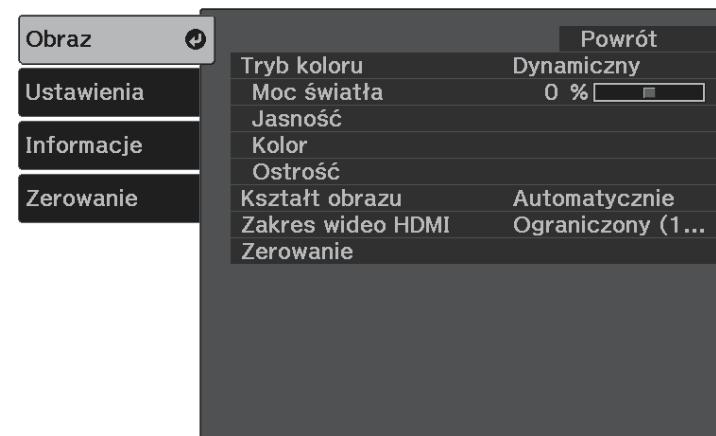 Obraz
Ustawienia
Informacje
Zerowanie
Powrót
Tryb koloru Dynamiczny
Moc światła 0 %
Jasność
Kolor
Ostrość
Kształt obrazu Automatycznie
Zakres wideo HDMI Ograniczony (1...
Zerowanie